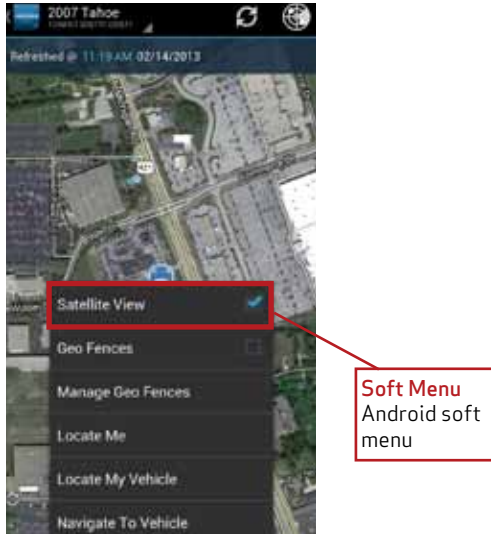 2007 Tahoe
Refreshed @ 11:19 AM 02/14/2013
421
Satellite View
Geo Fences
Manage Geo Fences
Locate Me
Locate My Vehicle
Navigate To Vehicle
Soft Menu
Android soft
menu